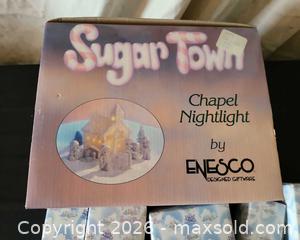 Sugar Town
Chapel
Nightlight
by
ENESCO
DESIGNED GIFTWARE
Copyright 2026 - maxsold.com